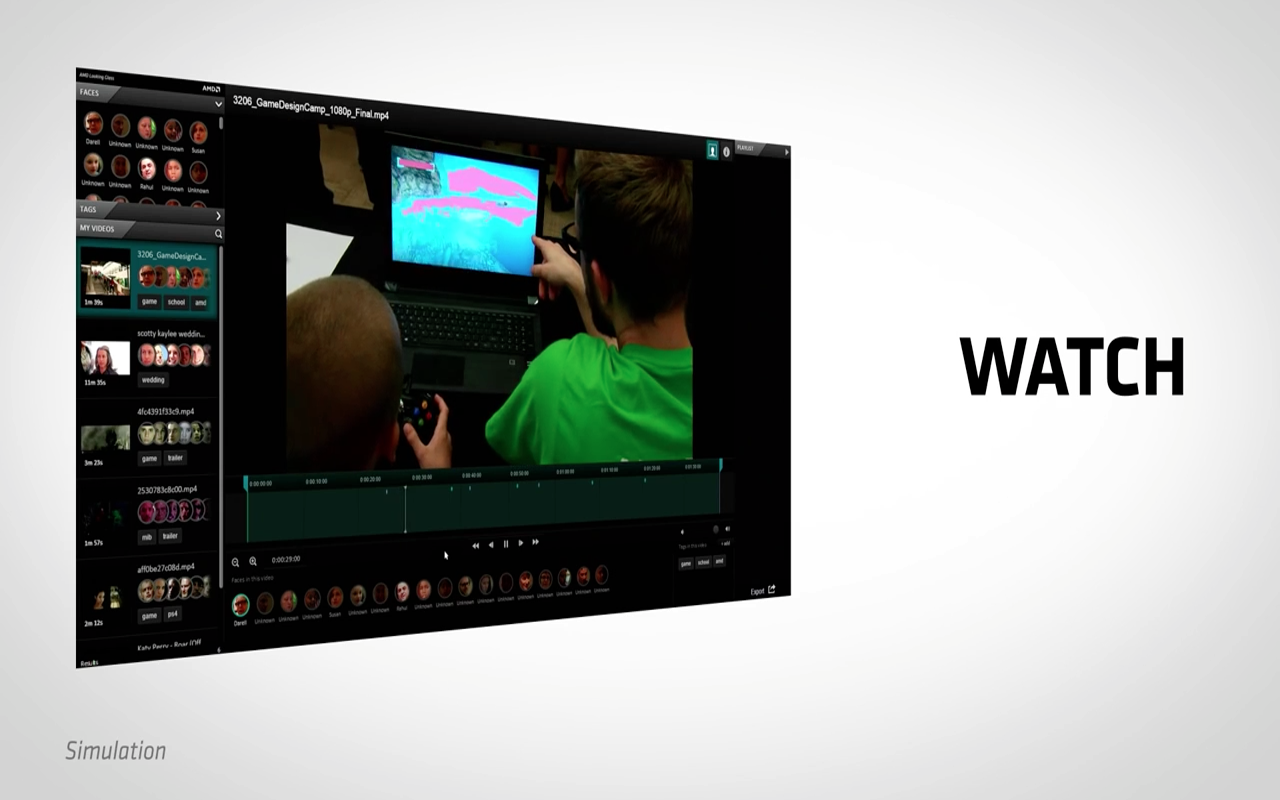 AMD Looking Glass
AMD
FACES
Darell Unknown Unknown Unknown Susan
Unknown Unknown Rahul Unknown Unknown
TAGS
MY VIDEOS
3206_GameDesignCa...
1m 39s
game school amd
scotty kaylee weddin...
11m 35s
wedding
4fc4391f33c9.mp4
3m 23s
game trailer
2530783c8c00.mp4
1m 57s
mib trailer
aff0be27c08d.mp4
2m 12s
game ps4
Katy Perry - Roar (Off
Results
3206_GameDesignCamp_1080p_Final.mp4
PLAYLIST
0:00:00:00 0:00:10:00 0:00:20:00 0:00:30:00 0:00:40:00 0:00:50:00 0:01:00:00 0:01:10:00 0:01:20:00 0:01:30:00
0:00:29:00
Faces in this video
Darell Unknown Unknown Unknown Susan Unknown Unknown Rahul Unknown Unknown Unknown Unknown Unknown Unknown Unknown Unknown Unknown Unknown
Tags in this video + add
game school amd
Export
WATCH
Simulation